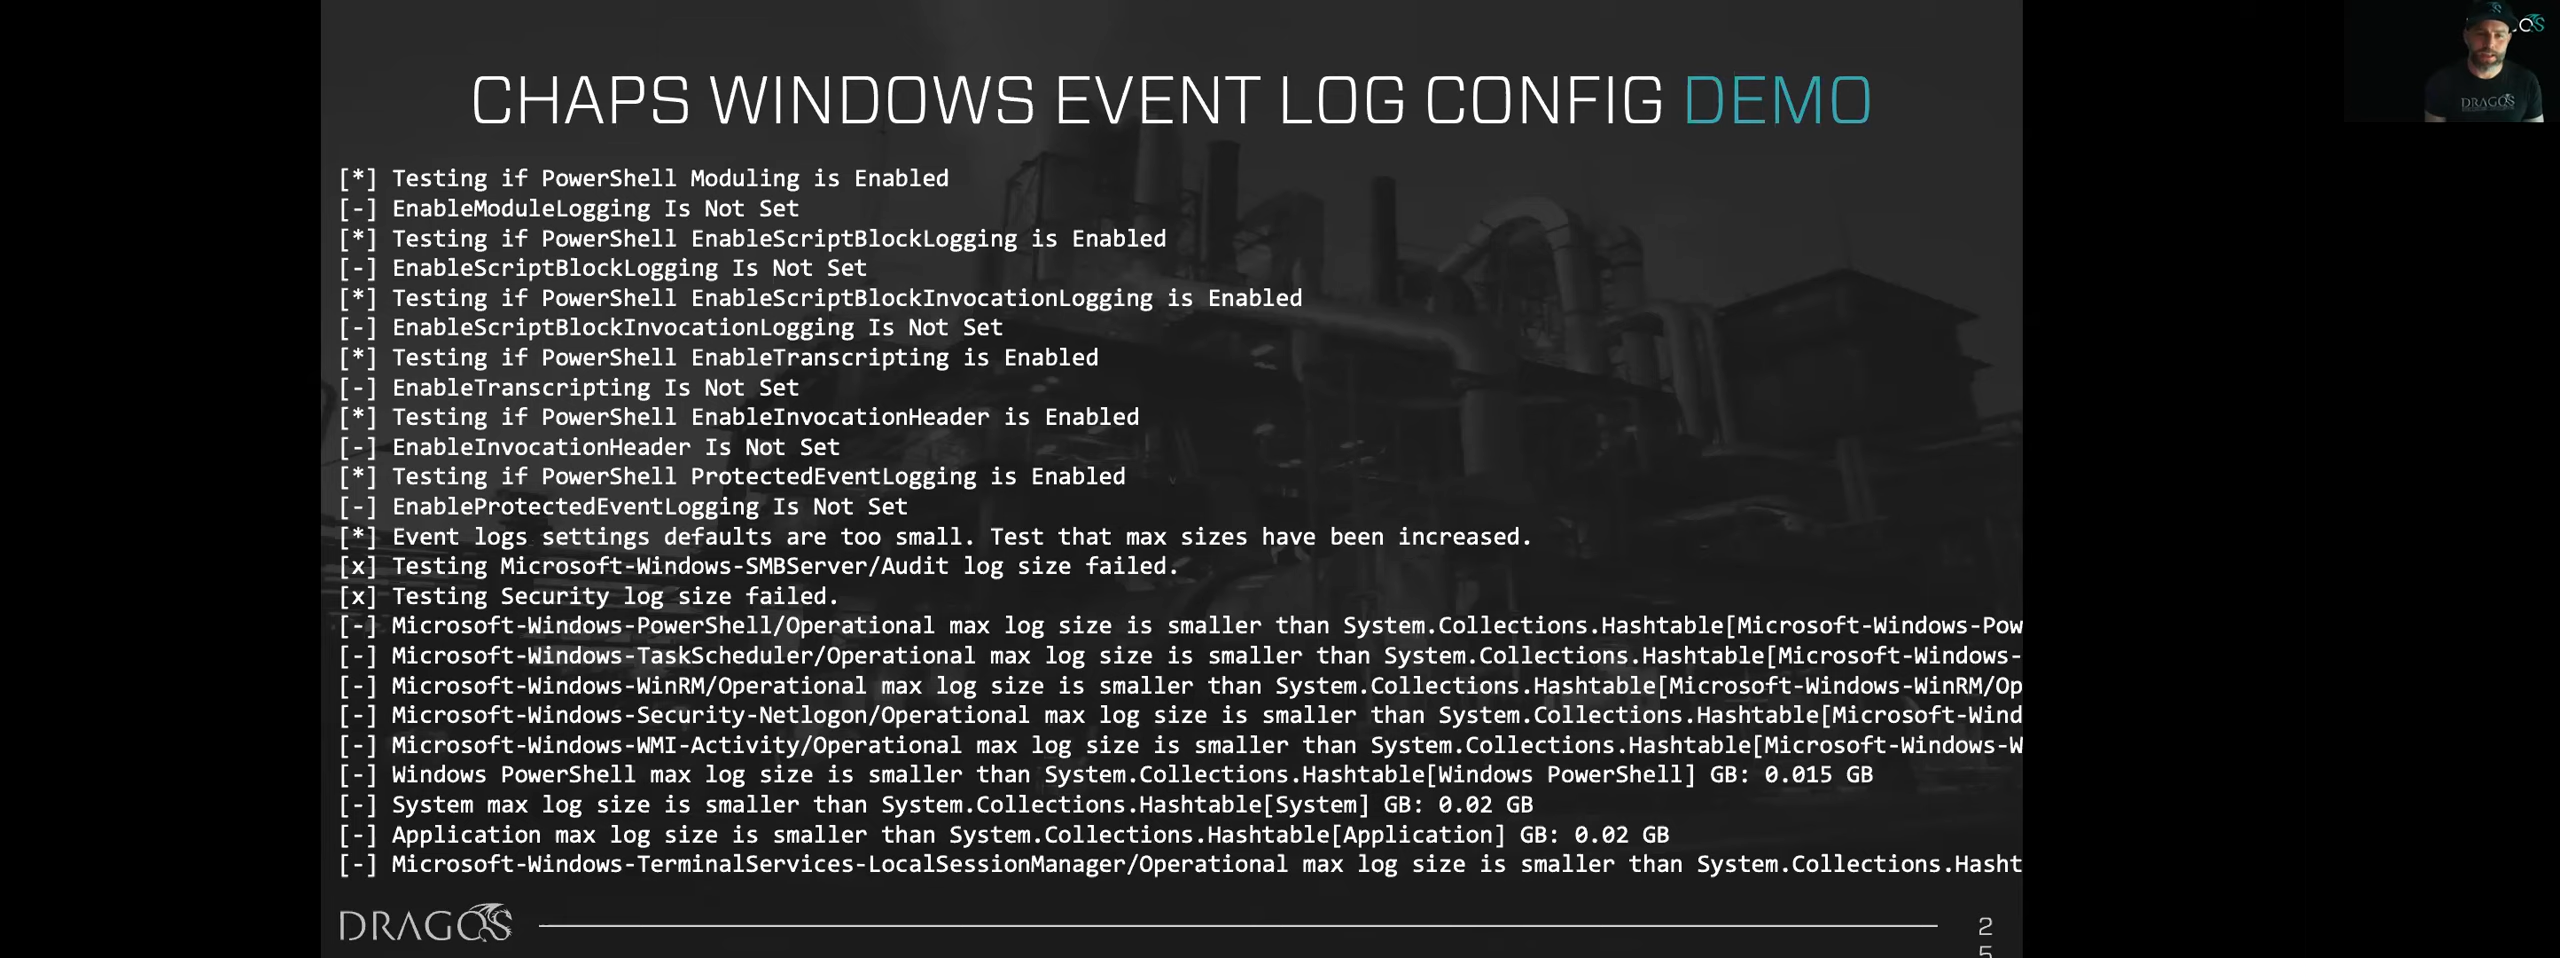 CHAPS WINDOWS EVENT LOG CONFIG DEMO
[*] Testing if PowerShell Moduling is Enabled
[-] EnableModuleLogging Is Not Set
[*] Testing if PowerShell EnableScriptBlockLogging is Enabled
[-] EnableScriptBlockLogging Is Not Set
[*] Testing if PowerShell EnableScriptBlockInvocationLogging is Enabled
[-] EnableScriptBlockInvocationLogging Is Not Set
[*] Testing if PowerShell EnableTranscripting is Enabled
[-] EnableTranscripting Is Not Set
[*] Testing if PowerShell EnableInvocationHeader is Enabled
[-] EnableInvocationHeader Is Not Set
[*] Testing if PowerShell ProtectedEventLogging is Enabled
[-] EnableProtectedEventLogging Is Not Set
[*] Event logs settings defaults are too small. Test that max sizes have been increased.
[x] Testing Microsoft-Windows-SMBServer/Audit log size failed.
[x] Testing Security log size failed.
[-] Microsoft-Windows-PowerShell/Operational max log size is smaller than System.Collections.Hashtable[Microsoft-Windows-Pow
[-] Microsoft-Windows-TaskScheduler/Operational max log size is smaller than System.Collections.Hashtable[Microsoft-Windows-
[-] Microsoft-Windows-WinRM/Operational max log size is smaller than System.Collections.Hashtable[Microsoft-Windows-WinRM/Op
[-] Microsoft-Windows-Security-Netlogon/Operational max log size is smaller than System.Collections.Hashtable[Microsoft-Wind
[-] Microsoft-Windows-WMI-Activity/Operational max log size is smaller than System.Collections.Hashtable[Microsoft-Windows-W
[-] Windows PowerShell max log size is smaller than System.Collections.Hashtable[Windows PowerShell] GB: 0.015 GB
[-] System max log size is smaller than System.Collections.Hashtable[System] GB: 0.02 GB
[-] Application max log size is smaller than System.Collections.Hashtable[Application] GB: 0.02 GB
[-] Microsoft-Windows-TerminalServices-LocalSessionManager/Operational max log size is smaller than System.Collections.Hasht
DRAGOS
2
5
DRAGOS